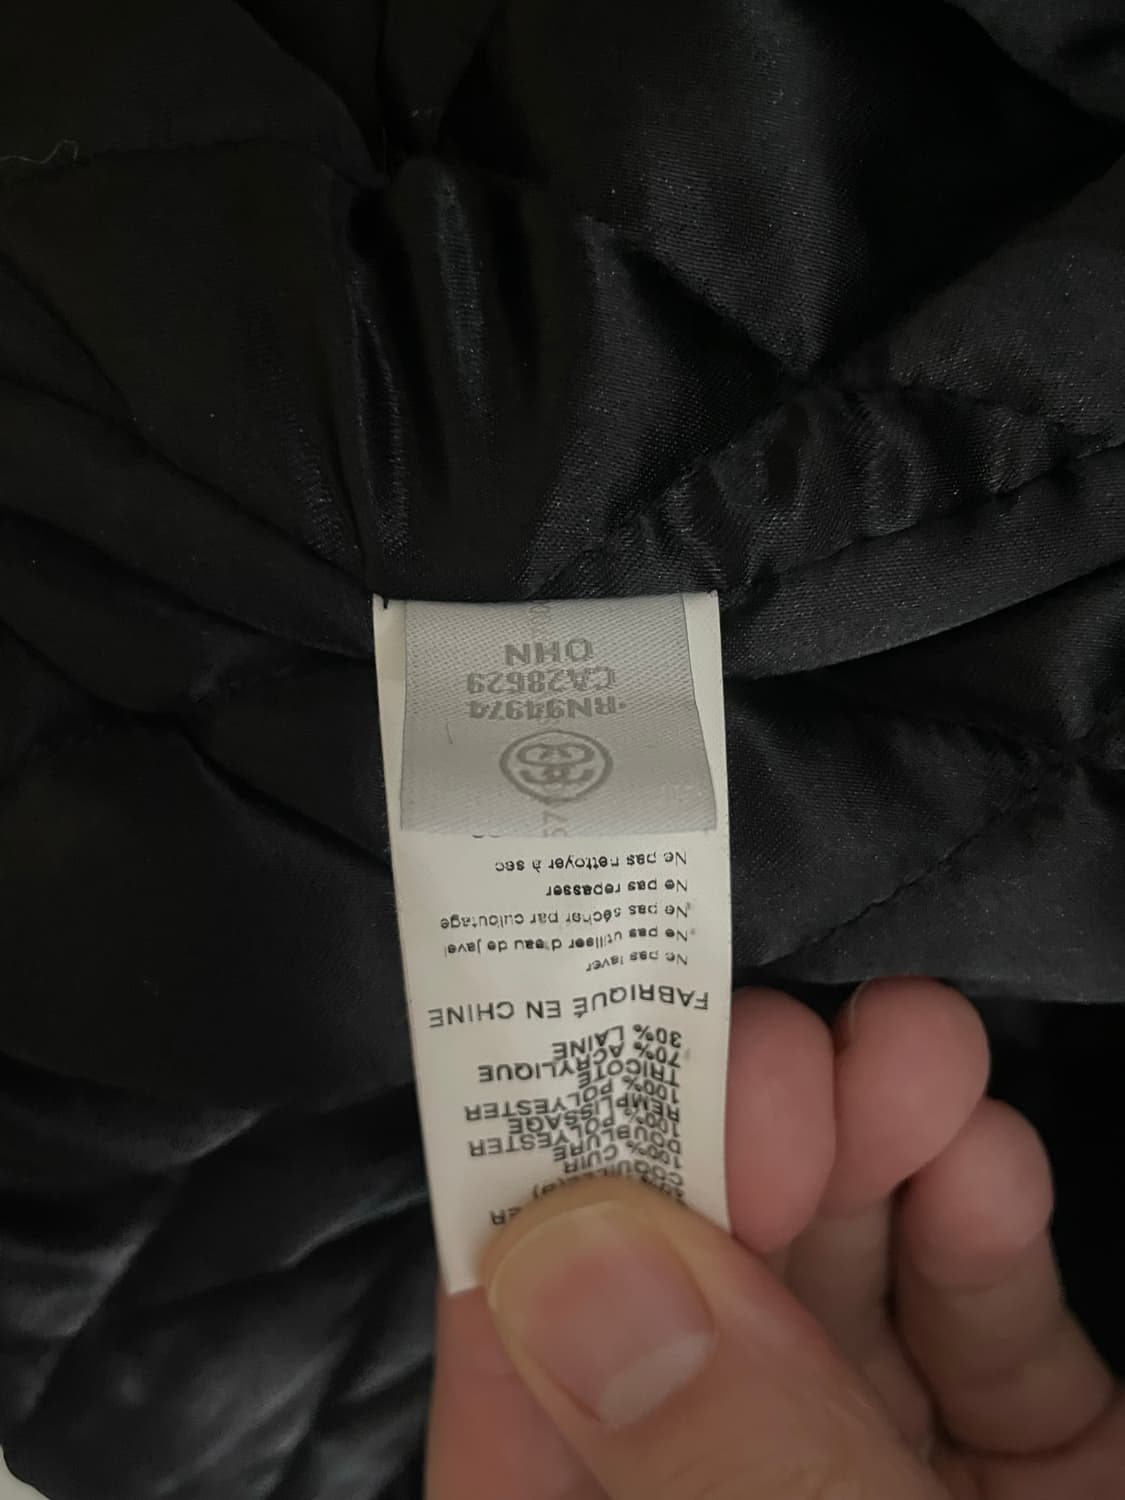 CUIR
DOUBLURE
100% POLYESTER
REMPLISSAGE
100% POLYESTER
TRICOTÉ
70% ACRYLIQUE
30% LAINE
FABRIQUÉ EN CHINE
Ne pas laver
Ne pas utiliser d'eau de javel
Ne pas sécher par culbutage
Ne pas repasser
Ne pas nettoyer à sec
RN94974
CA28629
OHN